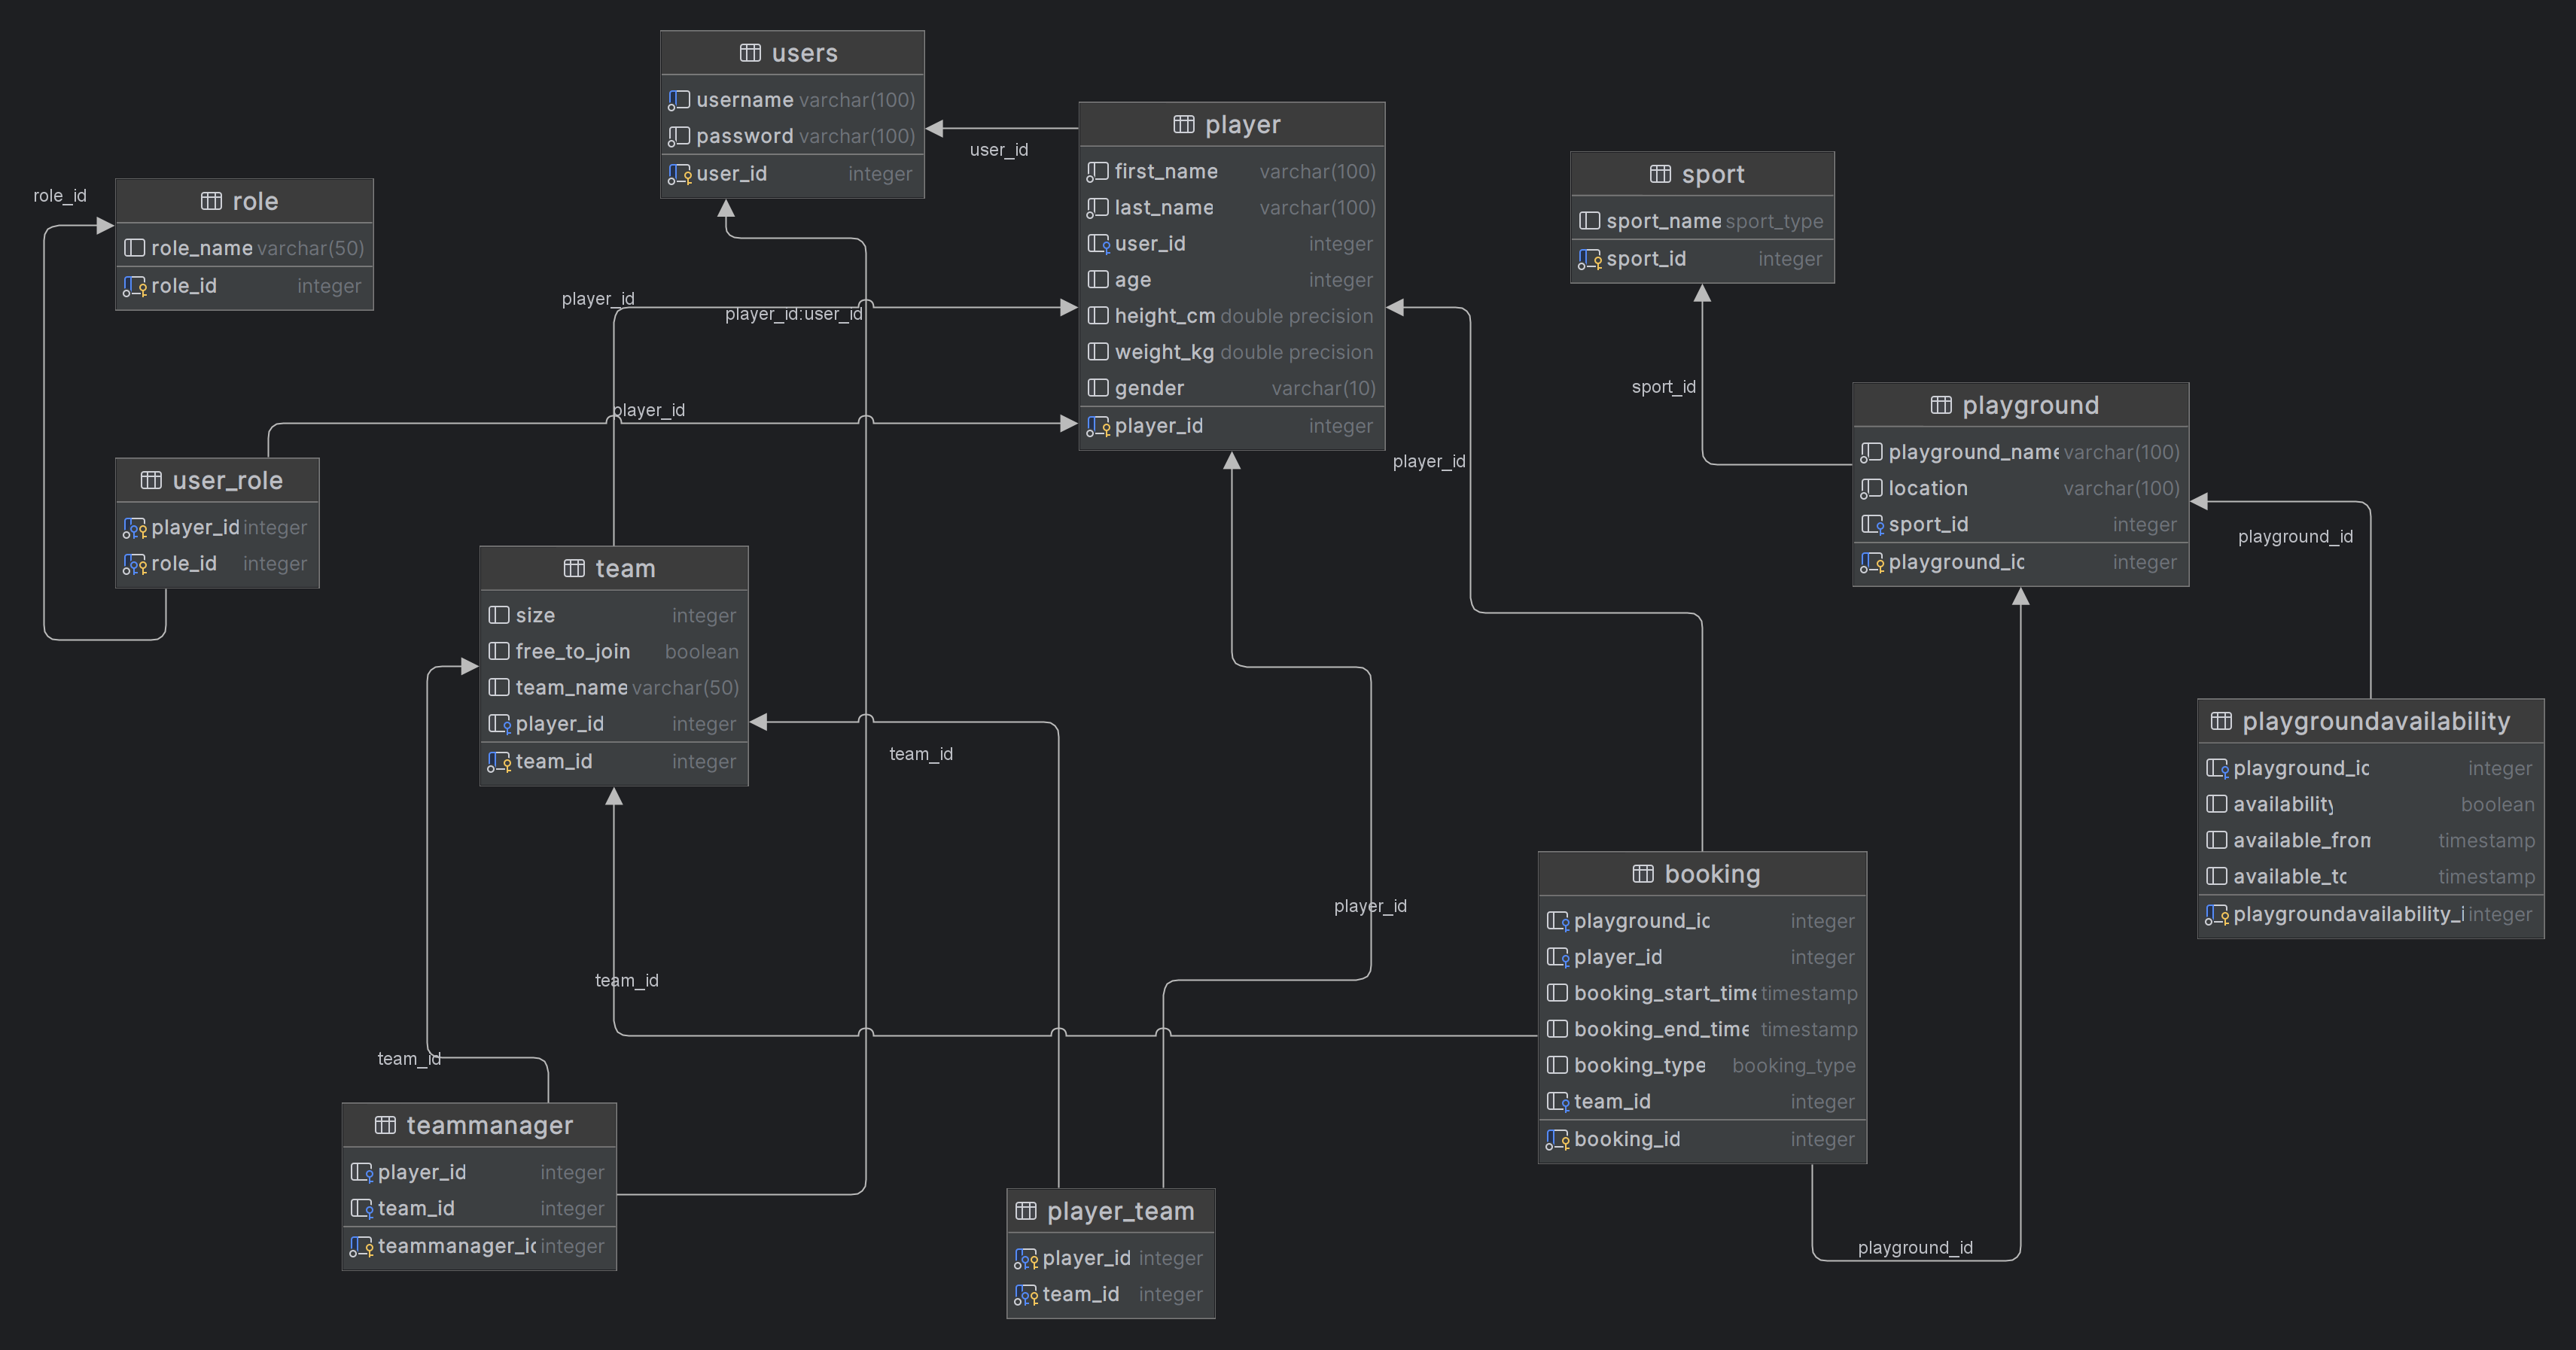 users
username varchar(100)
password varchar(100)
user_id integer
user_id
player
first_name varchar(100)
last_name varchar(100)
user_id integer
age integer
height_cm double precision
weight_kg double precision
gender varchar(10)
player_id integer
sport
sport_name sport_type
sport_id integer
role_id
role
role_name varchar(50)
role_id integer
player_id
player_id:user_id
player_id
sport_id
player_id
playground
playground_name varchar(100)
location varchar(100)
sport_id integer
playground_id integer
playground_id
user_role
player_id integer
role_id integer
team
size integer
free_to_join boolean
team_name varchar(50)
player_id integer
team_id integer
team_id
playgroundavailability
playground_id integer
availability boolean
available_from timestamp
available_to timestamp
playgroundavailability_i integer
player_id
team_id
booking
playground_id integer
player_id integer
booking_start_time timestamp
booking_end_time timestamp
booking_type booking_type
team_id integer
booking_id integer
team_id
teammanager
player_id integer
team_id integer
teammanager_id integer
player_team
player_id integer
team_id integer
playground_id